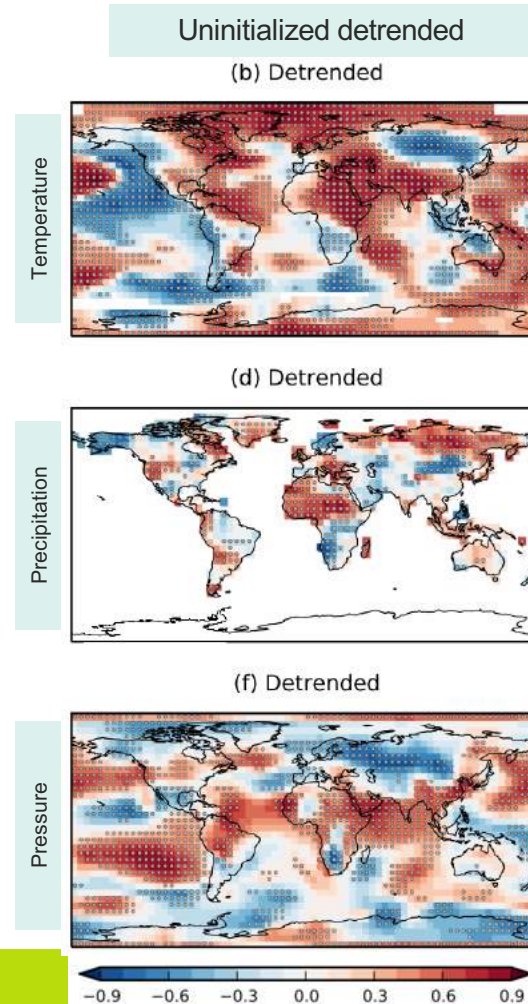 Uninitialized detrended
(b) Detrended
Temperature
(d) Detrended
Precipitation
(f) Detrended
Pressure
−0.9 −0.6 −0.3 0.0 0.3 0.6 0.9